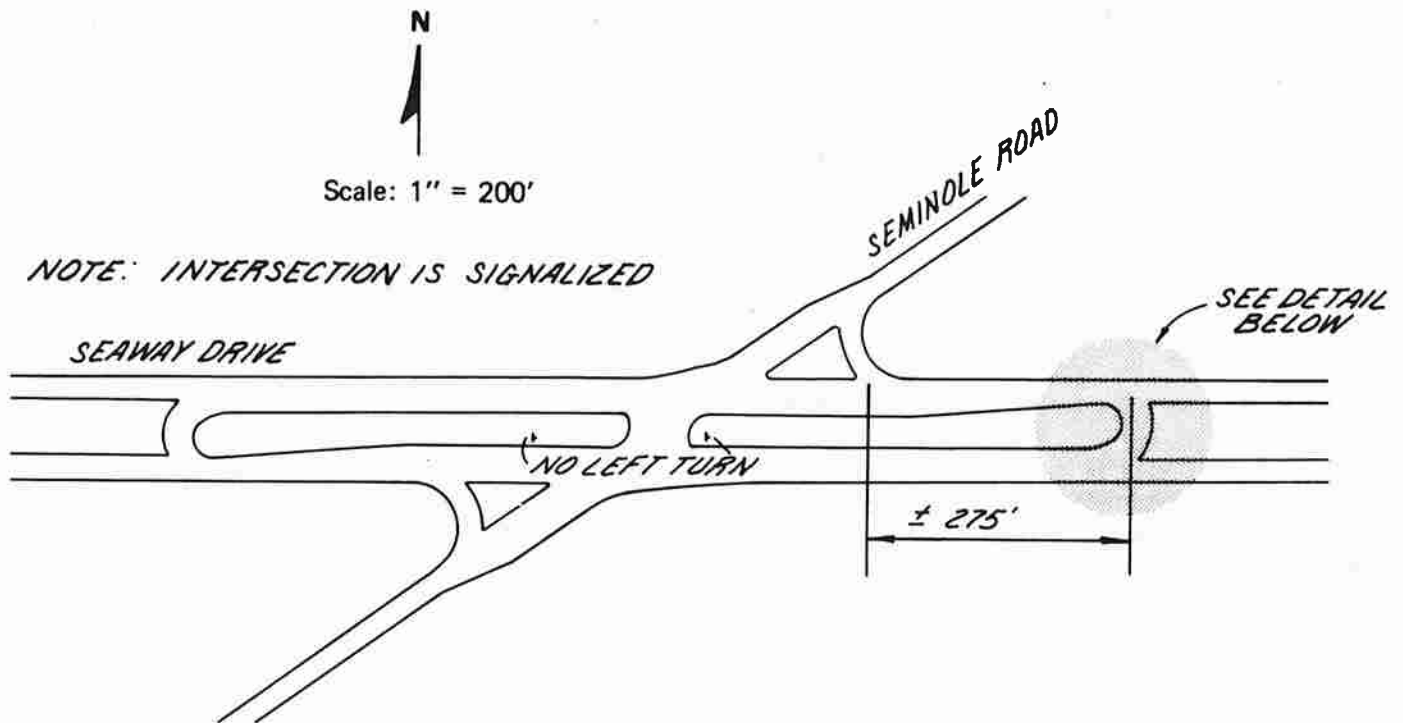 N
Scale: 1" = 200'
SEMINOLE ROAD
NOTE: INTERSECTION IS SIGNALIZED
SEE DETAIL
BELOW
SEAWAY DRIVE
NO LEFT TURN
± 275'